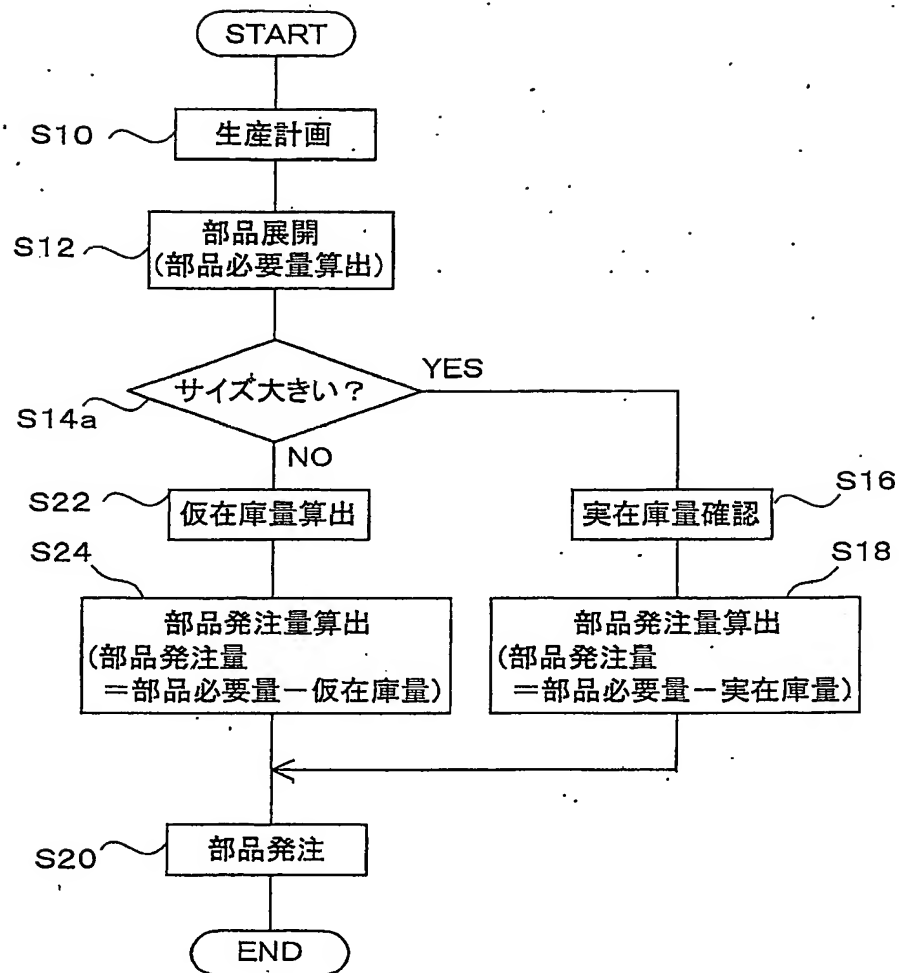 START
S10
生産計画
S12
部品展開
(部品必要量算出)
S14a
サイズ大きい？
YES
NO
S22
仮在庫量算出
S16
実在庫量確認
S24
部品発注量算出
(部品発注量
＝部品必要量－仮在庫量)
S18
部品発注量算出
(部品発注量
＝部品必要量－実在庫量)
S20
部品発注
END